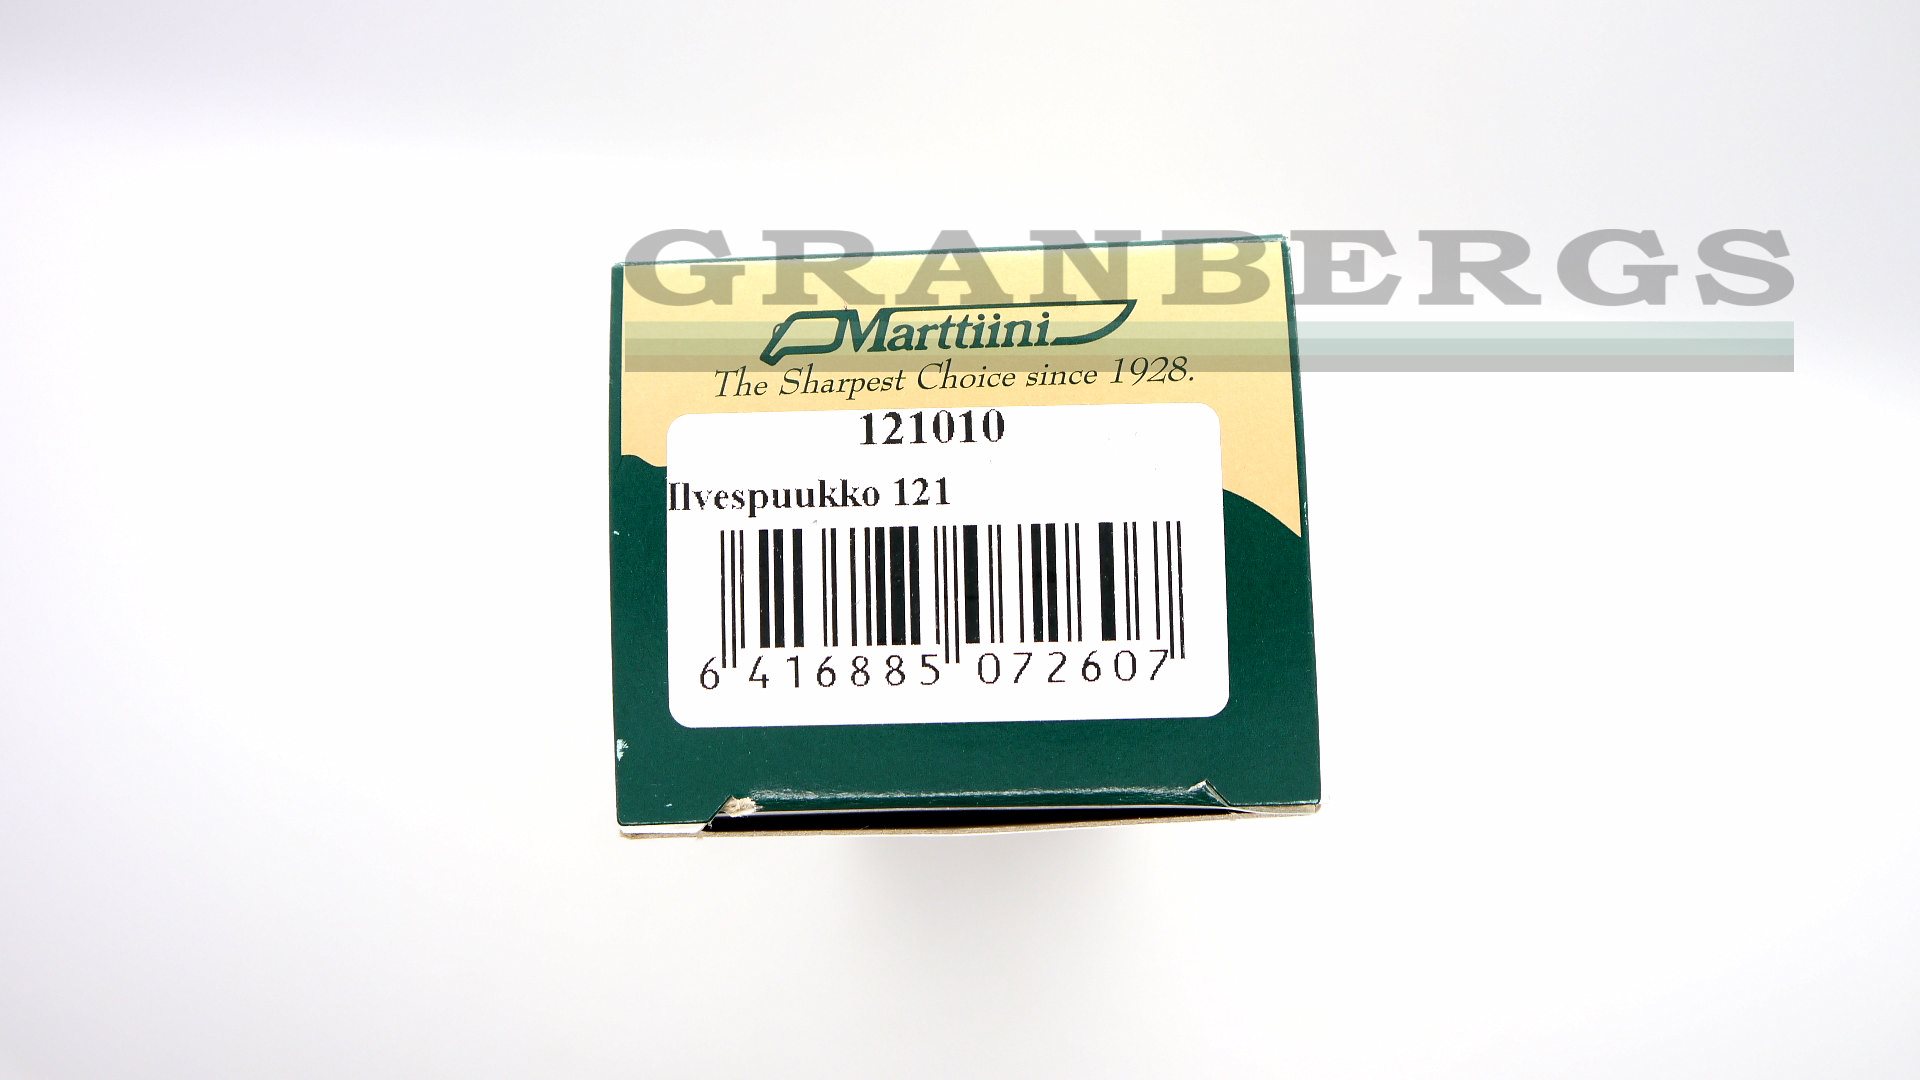 GRANBERGS
Marttiini
The Sharpest Choice since 1928.
121010
Ilvespuukko 121
6 416885 072607